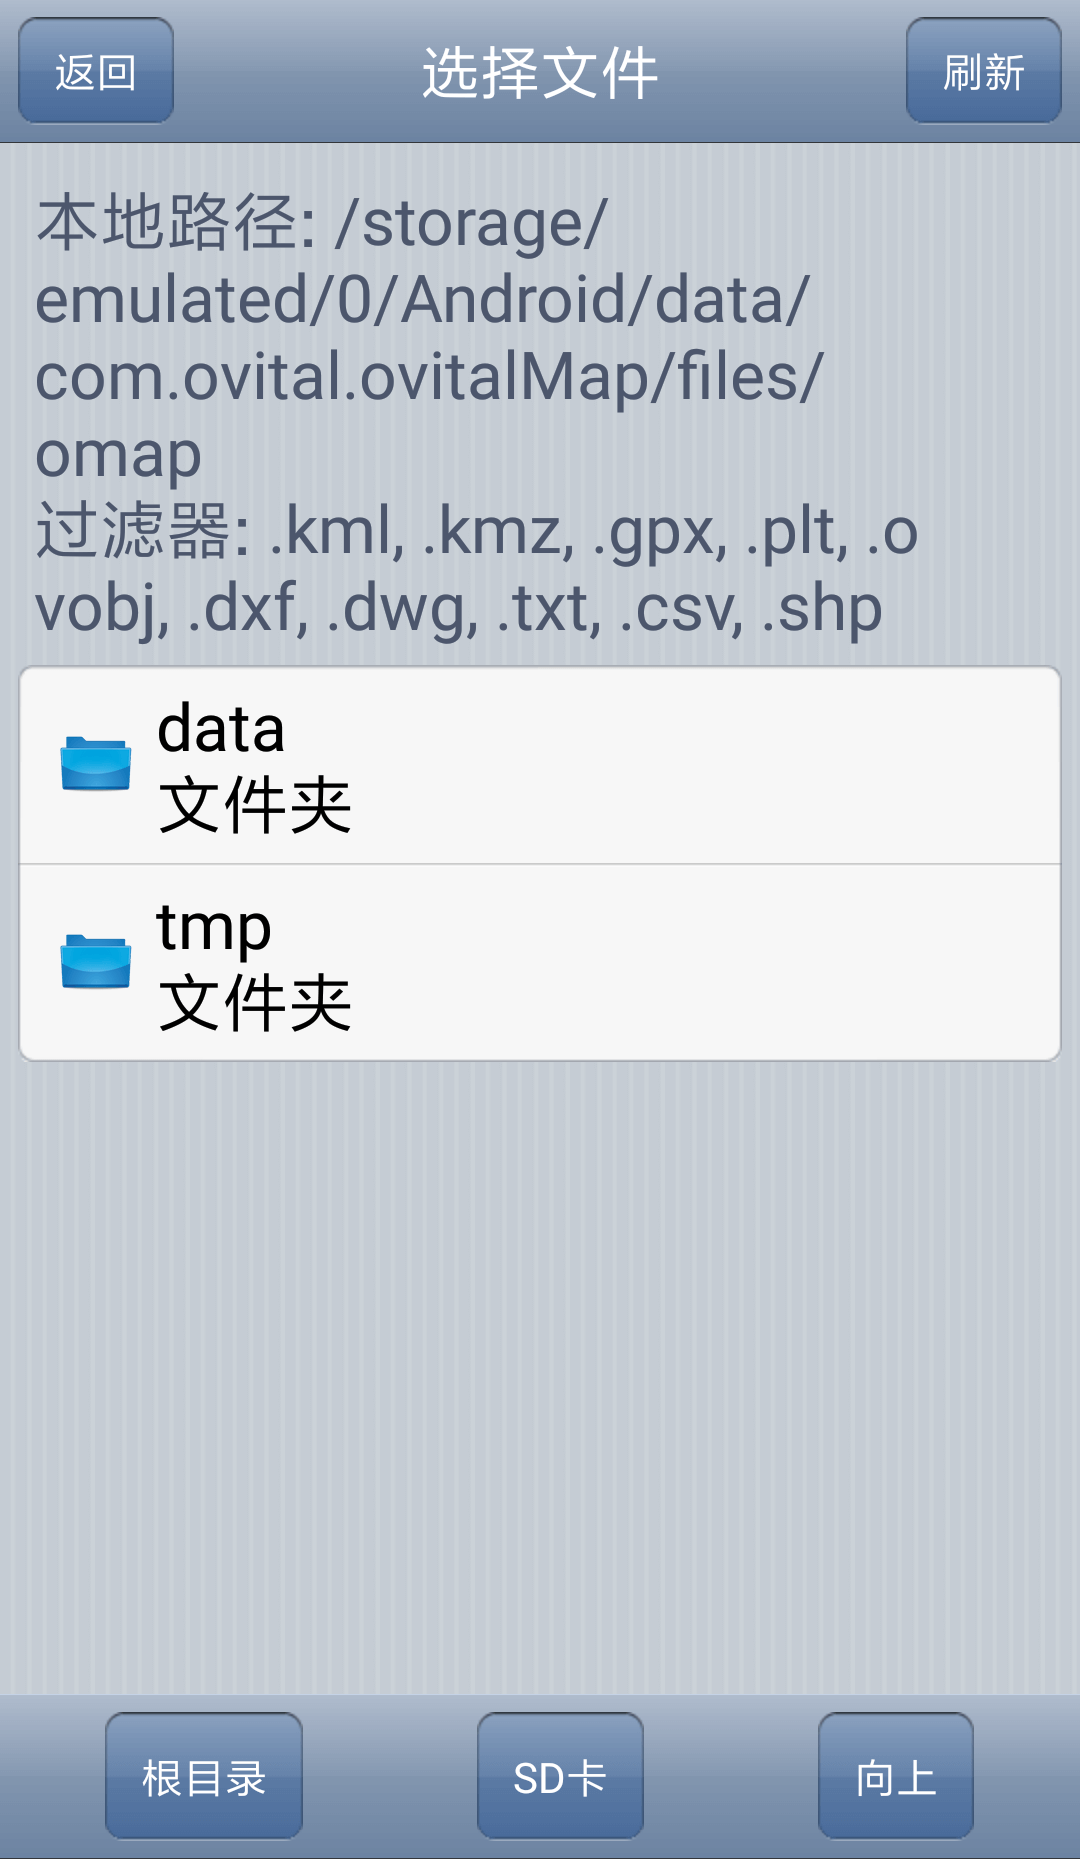 返回
选择文件
刷新
本地路径: /storage/
emulated/0/Android/data/
com.ovital.ovitalMap/files/
omap
过滤器: .kml, .kmz, .gpx, .plt, .o
vobj, .dxf, .dwg, .txt, .csv, .shp
data
文件夹
tmp
文件夹
根目录
SD卡
向上